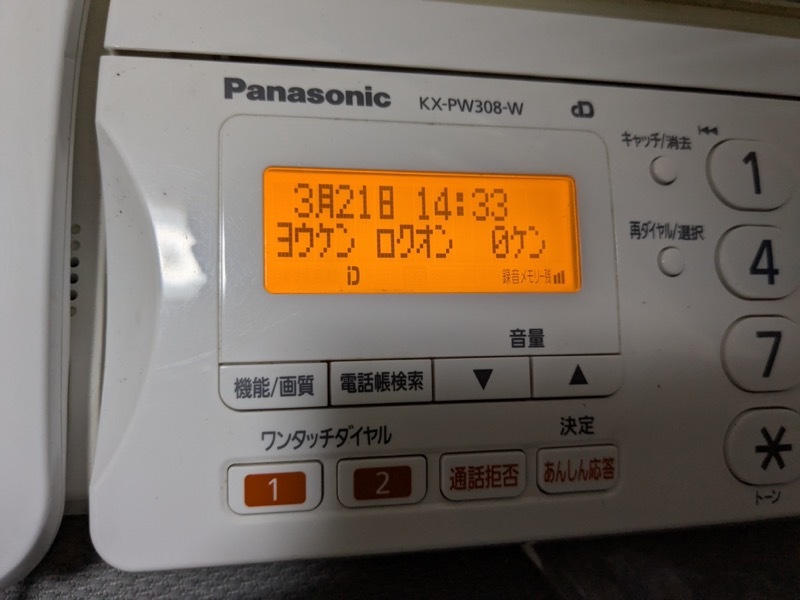 Panasonic KX-PW308-W
キャッチ/消去
1
3月21日 14:33
ヨウケン ロクオン 0ケン
D 録音メモリー残
再ダイヤル/選択
4
音量
7
機能/画質 電話帳検索 ▼ ▲
ワンタッチダイヤル 決定
1 2 通話拒否 あんしん応答
*
トーン